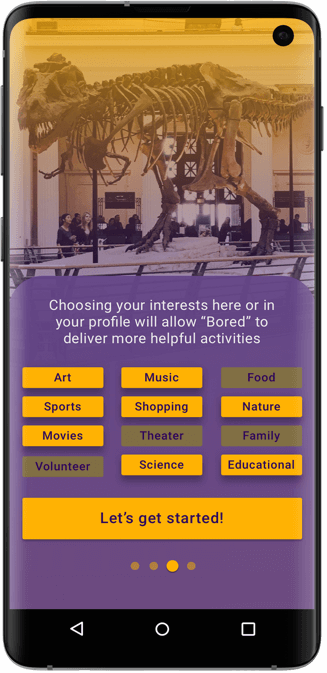 Choosing your interests here or in
your profile will allow “Bored” to
deliver more helpful activities
Art Music Food
Sports Shopping Nature
Movies Theater Family
Volunteer Science Educational
Let’s get started!